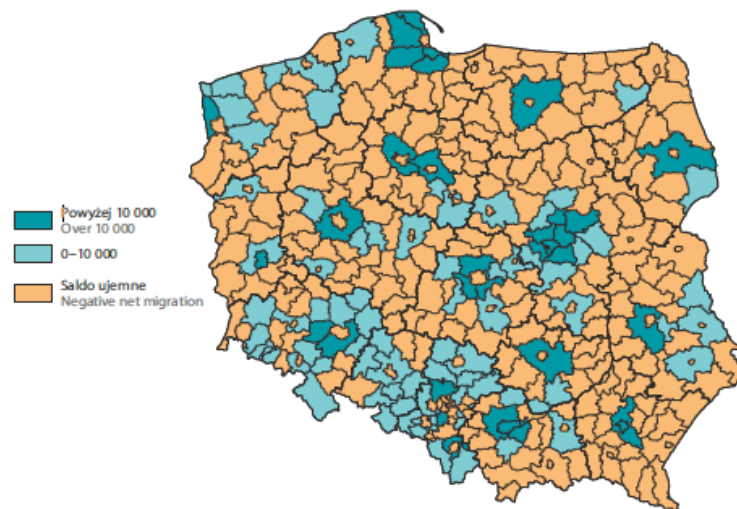 Powyżej 10 000
Over 10 000
0–10 000
Saldo ujemne
Negative net migration